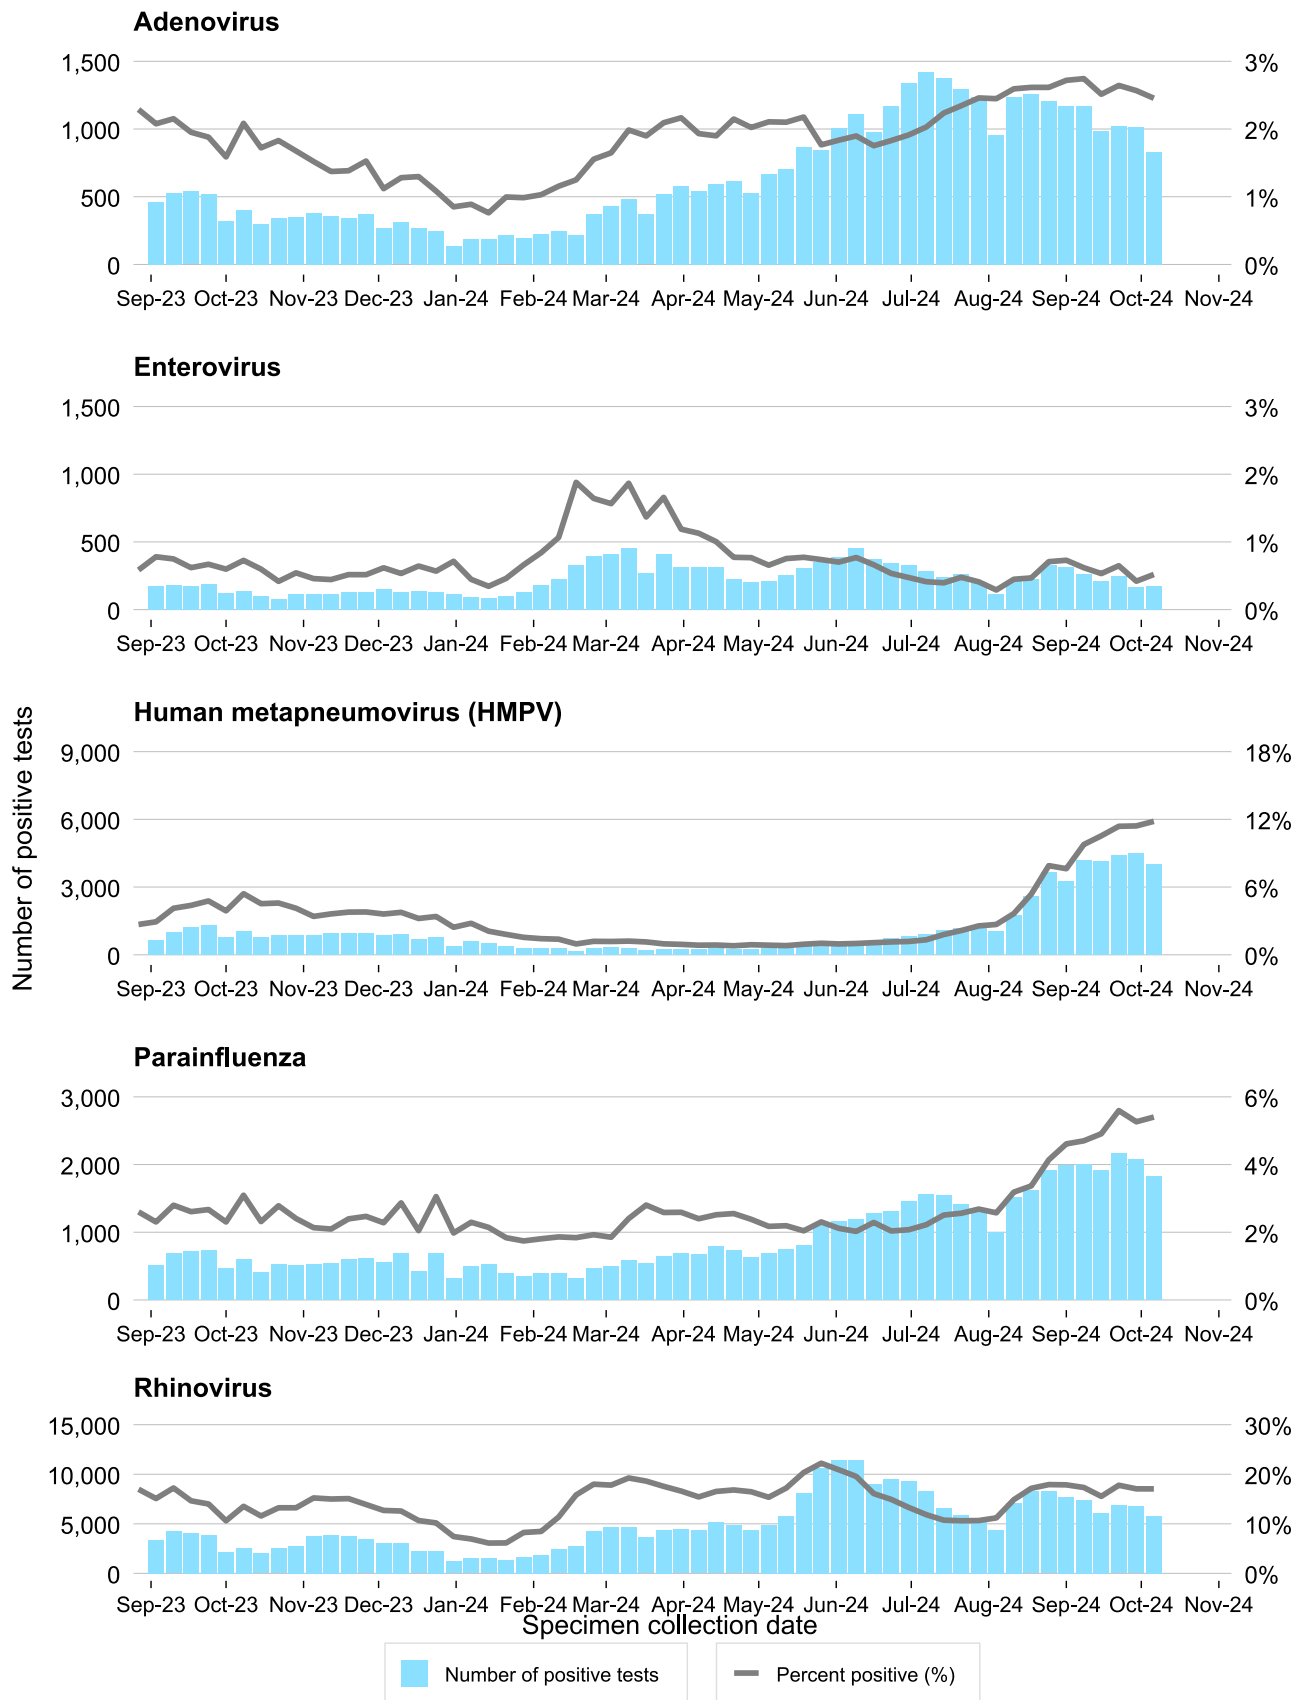 Adenovirus
1,500 3%
1,000 2%
500 1%
0 0%
Sep-23 Oct-23 Nov-23 Dec-23 Jan-24 Feb-24 Mar-24 Apr-24 May-24 Jun-24 Jul-24 Aug-24 Sep-24 Oct-24 Nov-24
Enterovirus
1,500 3%
1,000 2%
500 1%
0 0%
Sep-23 Oct-23 Nov-23 Dec-23 Jan-24 Feb-24 Mar-24 Apr-24 May-24 Jun-24 Jul-24 Aug-24 Sep-24 Oct-24 Nov-24
Number of positive tests
Human metapneumovirus (HMPV)
9,000 18%
6,000 12%
3,000 6%
0 0%
Sep-23 Oct-23 Nov-23 Dec-23 Jan-24 Feb-24 Mar-24 Apr-24 May-24 Jun-24 Jul-24 Aug-24 Sep-24 Oct-24 Nov-24
Parainfluenza
3,000 6%
2,000 4%
1,000 2%
0 0%
Sep-23 Oct-23 Nov-23 Dec-23 Jan-24 Feb-24 Mar-24 Apr-24 May-24 Jun-24 Jul-24 Aug-24 Sep-24 Oct-24 Nov-24
Rhinovirus
15,000 30%
10,000 20%
5,000 10%
0 0%
Sep-23 Oct-23 Nov-23 Dec-23 Jan-24 Feb-24 Mar-24 Apr-24 May-24 Jun-24 Jul-24 Aug-24 Sep-24 Oct-24 Nov-24
Specimen collection date
Number of positive tests Percent positive (%)